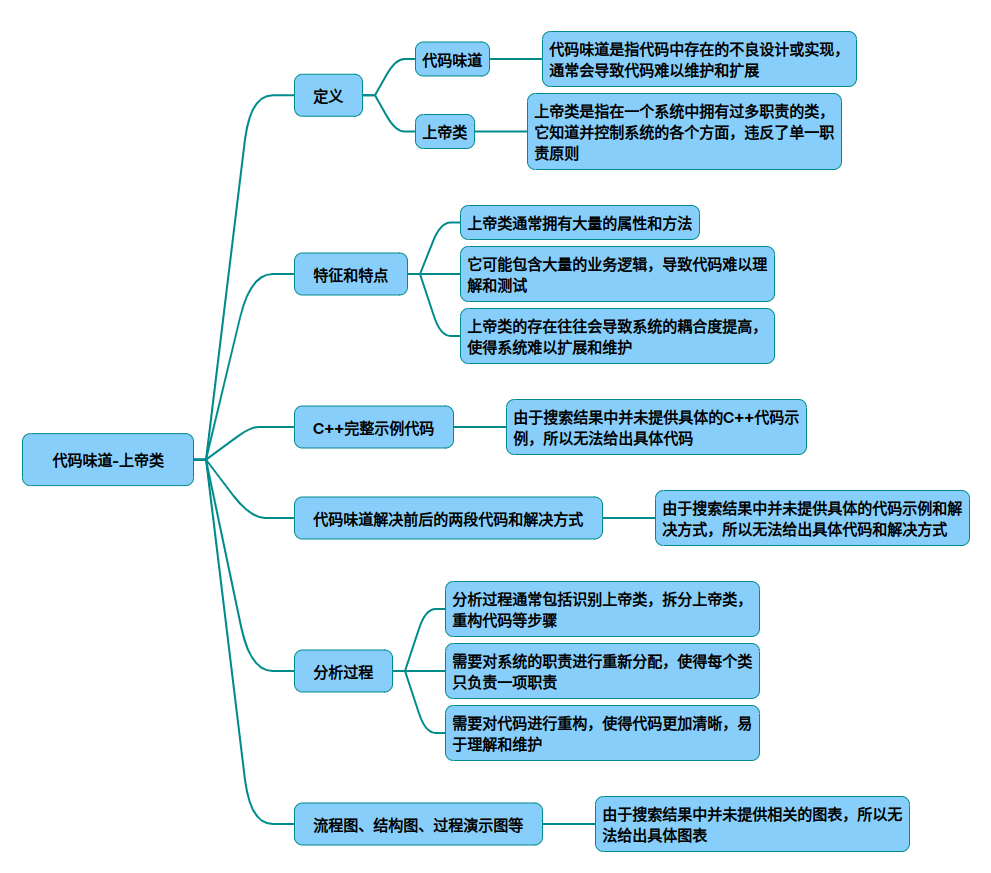 代码味道-上帝类
定义
代码味道
代码味道是指代码中存在的不良设计或实现，
通常会导致代码难以维护和扩展
上帝类
上帝类是指在一个系统中拥有过多职责的类，
它知道并控制系统的各个方面，违反了单一职
责原则
特征和特点
上帝类通常拥有大量的属性和方法
它可能包含大量的业务逻辑，导致代码难以理
解和测试
上帝类的存在往往会导致系统的耦合度提高，
使得系统难以扩展和维护
C++完整示例代码
由于搜索结果中并未提供具体的C++代码示
例，所以无法给出具体代码
代码味道解决前后的两段代码和解决方式
由于搜索结果中并未提供具体的代码示例和解
决方式，所以无法给出具体代码和解决方式
分析过程
分析过程通常包括识别上帝类，拆分上帝类，
重构代码等步骤
需要对系统的职责进行重新分配，使得每个类
只负责一项职责
需要对代码进行重构，使得代码更加清晰，易
于理解和维护
流程图、结构图、过程演示图等
由于搜索结果中并未提供相关的图表，所以无
法给出具体图表